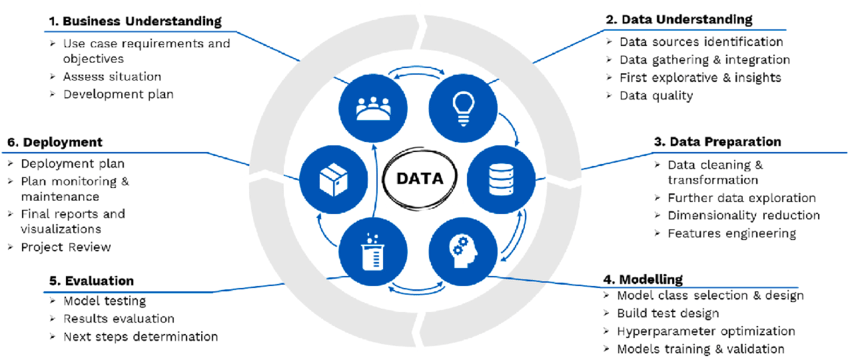 1. Business Understanding
➢ Use case requirements and
objectives
➢ Assess situation
➢ Development plan
2. Data Understanding
➢ Data sources identification
➢ Data gathering & integration
➢ First explorative & insights
➢ Data quality
6. Deployment
➢ Deployment plan
➢ Plan monitoring &
maintenance
➢ Final reports and
visualizations
➢ Project Review
DATA
3. Data Preparation
➢ Data cleaning &
transformation
➢ Further data exploration
➢ Dimensionality reduction
➢ Features engineering
5. Evaluation
➢ Model testing
➢ Results evaluation
➢ Next steps determination
4. Modelling
➢ Model class selection & design
➢ Build test design
➢ Hyperparameter optimization
➢ Models training & validation